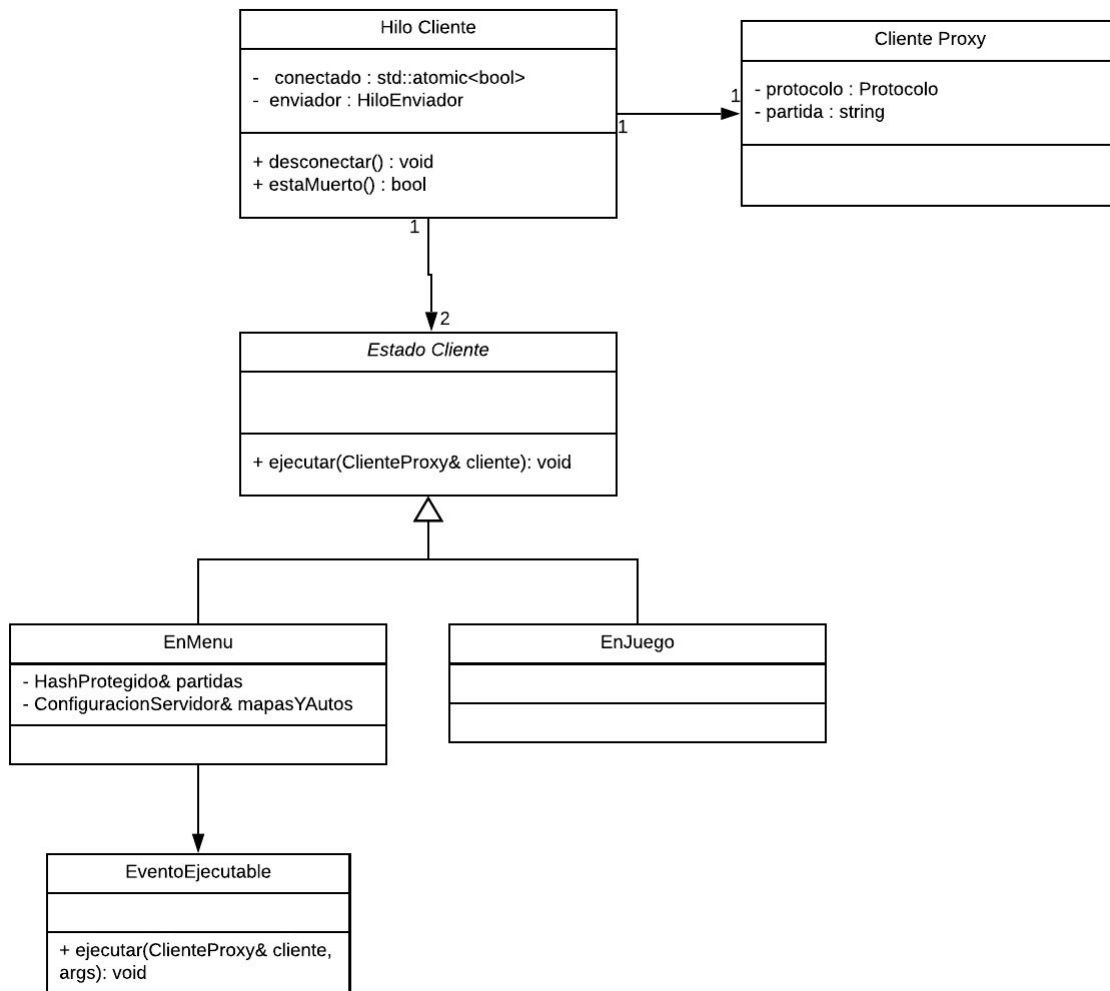 Hilo Cliente
- conectado : std::atomic<bool>
- enviador : HiloEnviador
+ desconectar() : void
+ estaMuerto() : bool
Cliente Proxy
- protocolo : Protocolo
- partida : string
1
1
1
2
Estado Cliente
+ ejecutar(ClienteProxy& cliente): void
EnMenu
- HashProtegido& partidas
- ConfiguracionServidor& mapasYAutos
EnJuego
EventoEjecutable
+ ejecutar(ClienteProxy& cliente,
args): void